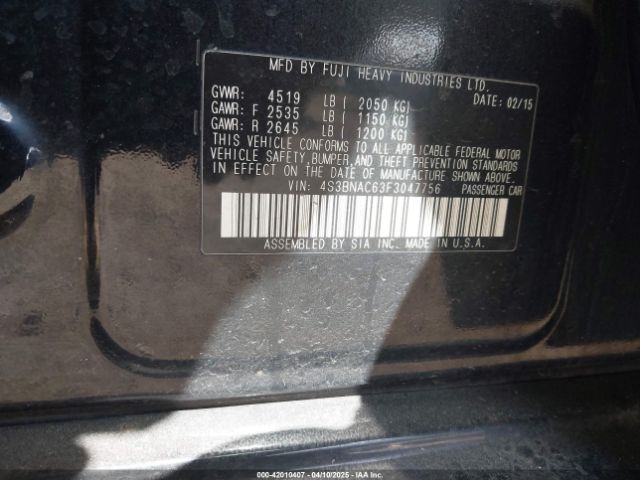 MFD BY FUJI HEAVY INDUSTRIES LTD.
GVWR: 4519 LB ( 2050 KG) DATE: 02/15
GAWR: F 2535 LB ( 1150 KG)
GAWR: R 2645 LB ( 1200 KG)
THIS VEHICLE CONFORMS TO ALL APPLICABLE FEDERAL MOTOR
VEHICLE SAFETY, BUMPER, AND THEFT PREVENTION STANDARDS
IN EFFECT ON THE DATE OF MANUFACTURE SHOWN ABOVE.
VIN: 4S3BNAC63F3047756 PASSENGER CAR
ASSEMBLED BY SIA INC. MADE IN U.S.A.
000-42010407 - 04/10/2025 - IAAI.COM